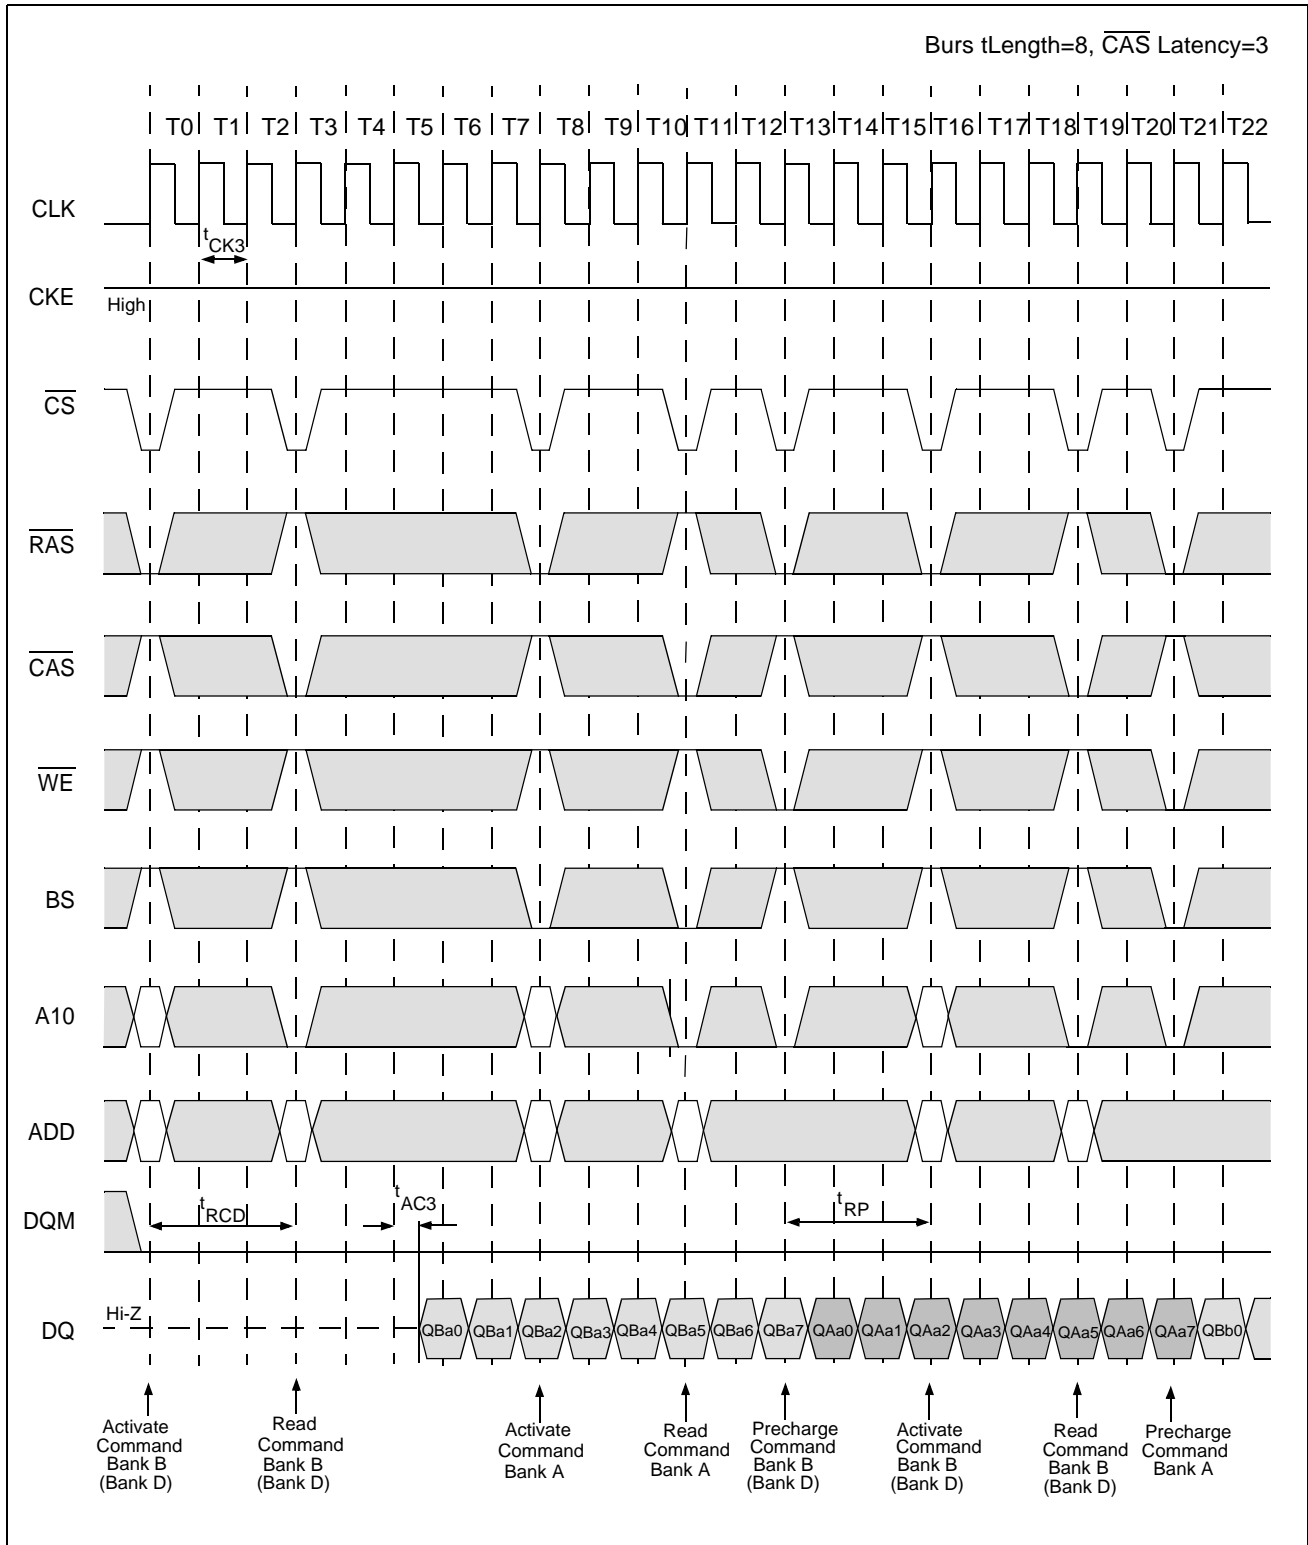 Burs tLength=8, CAS Latency=3
T0 T1 T2 T3 T4 T5 T6 T7 T8 T9 T10 T11 T12 T13 T14 T15 T16 T17 T18 T19 T20 T21 T22
CLK
tCK3
CKE
High
CS
RAS
CAS
WE
BS
A10
ADD
DQM
tRCD
tAC3
tRP
DQ
Hi-Z
QBa0 QBa1 QBa2 QBa3 QBa4 QBa5 QBa6 QBa7 QAa0 QAa1 QAa2 QAa3 QAa4 QAa5 QAa6 QAa7 QBb0
Activate
Command
Bank B
(Bank D)
Read
Command
Bank B
(Bank D)
Activate
Command
Bank A
Read
Command
Bank A
Precharge
Command
Bank B
(Bank D)
Activate
Command
Bank B
(Bank D)
Read
Command
Bank B
(Bank D)
Precharge
Command
Bank A